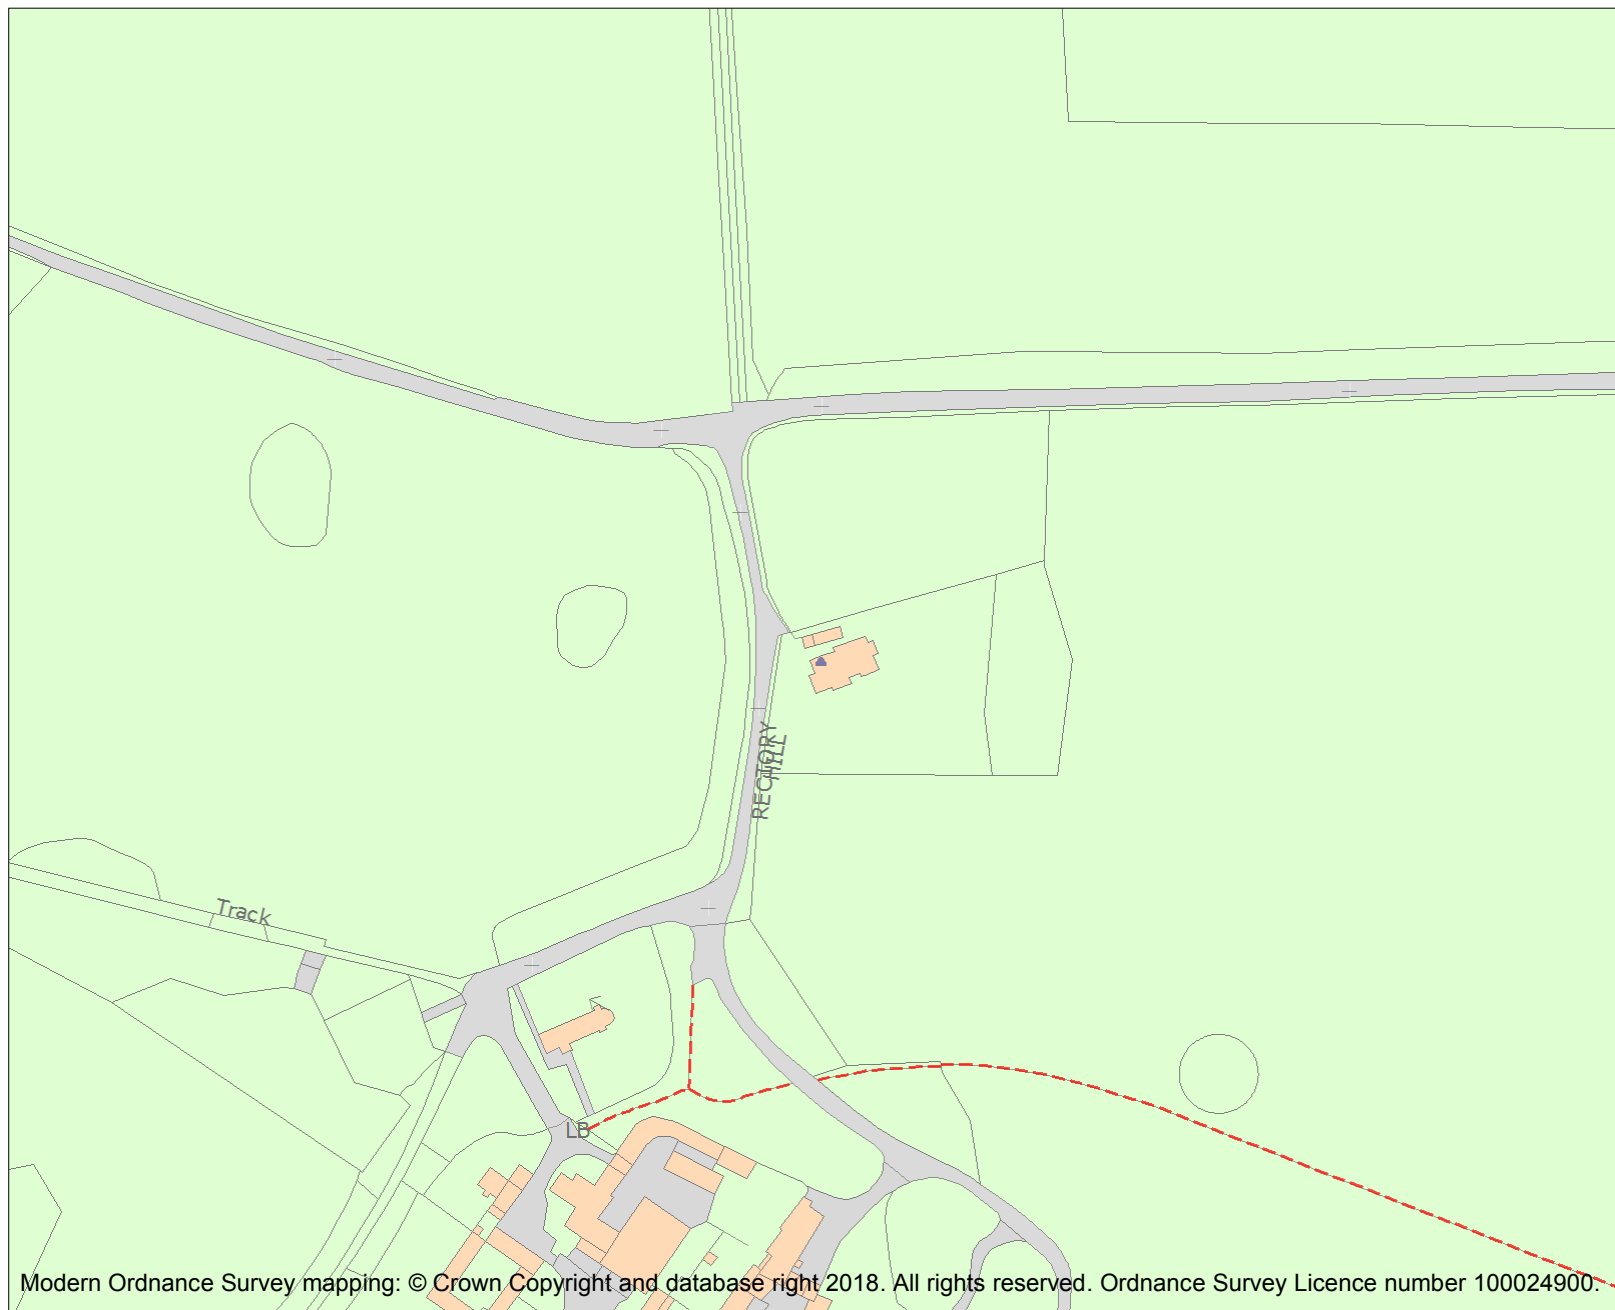 RECTORY
HILL
Track
LB
Modern Ordnance Survey mapping: © Crown Copyright and database right 2018. All rights reserved. Ordnance Survey Licence number 100024900.